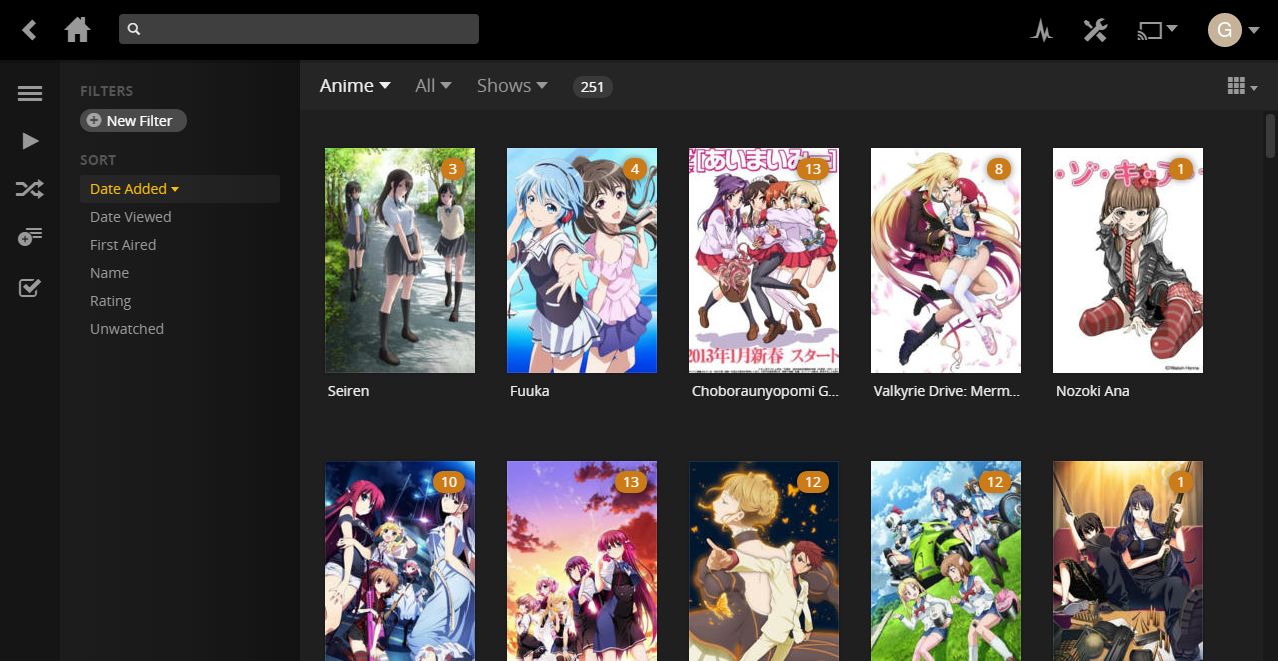 G
FILTERS
New Filter
SORT
Date Added
Date Viewed
First Aired
Name
Rating
Unwatched
Anime
All
Shows
251
3
4
13
8
1
[あいまいみー]
・ゾ・キ・ア・
2013年1月新春 スタート
Seiren
Fuuka
Choboraunyopomi G...
Valkyrie Drive: Merm...
Nozoki Ana
10
13
12
12
1